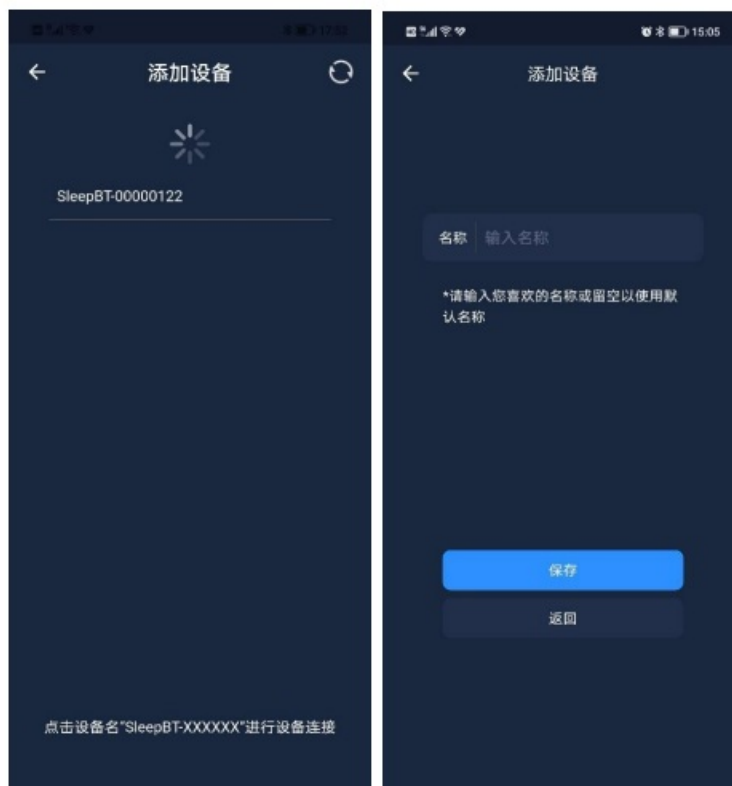 添加设备
SleepBT-00000122
点击设备名"SleepBT-XXXXXX"进行设备连接
15:05
添加设备
名称 输入名称
*请输入您喜欢的名称或留空以使用默
认名称
保存
返回